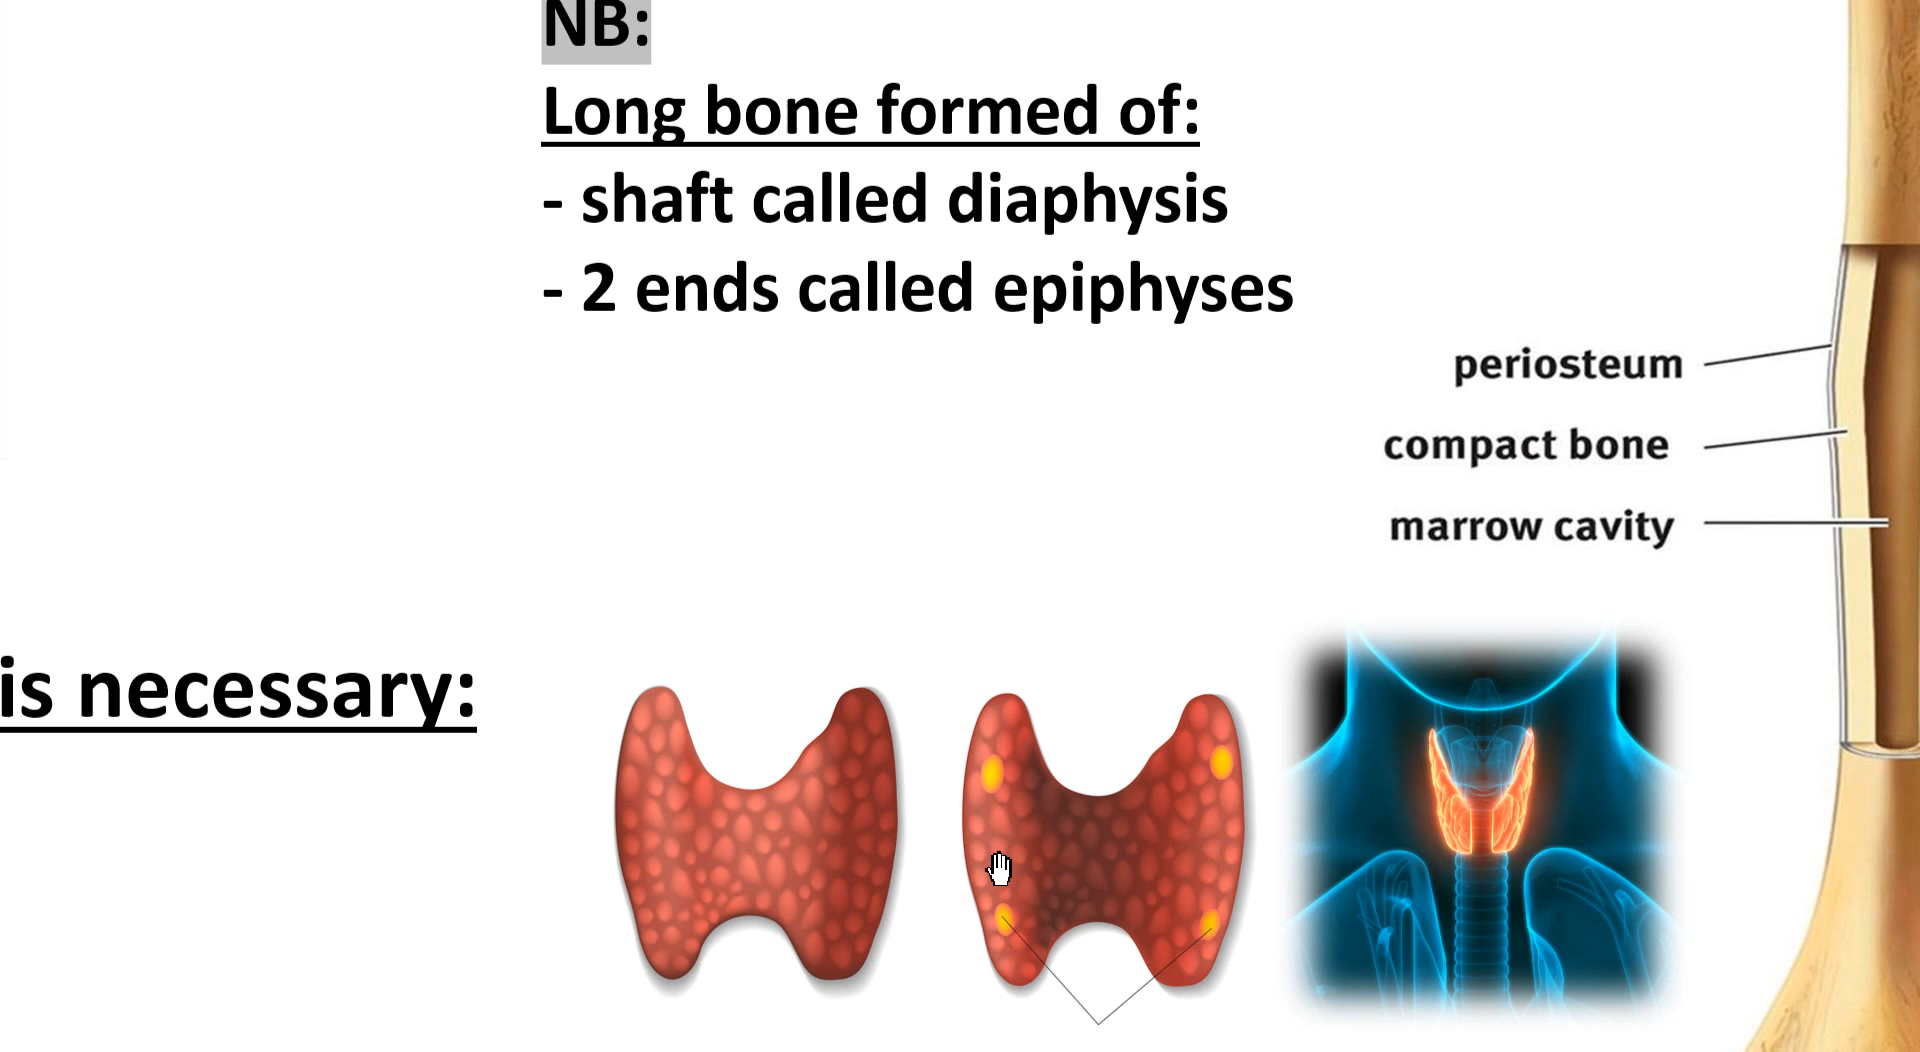 NB:
Long bone formed of:
- shaft called diaphysis
- 2 ends called epiphyses
periosteum
compact bone
marrow cavity
is necessary: